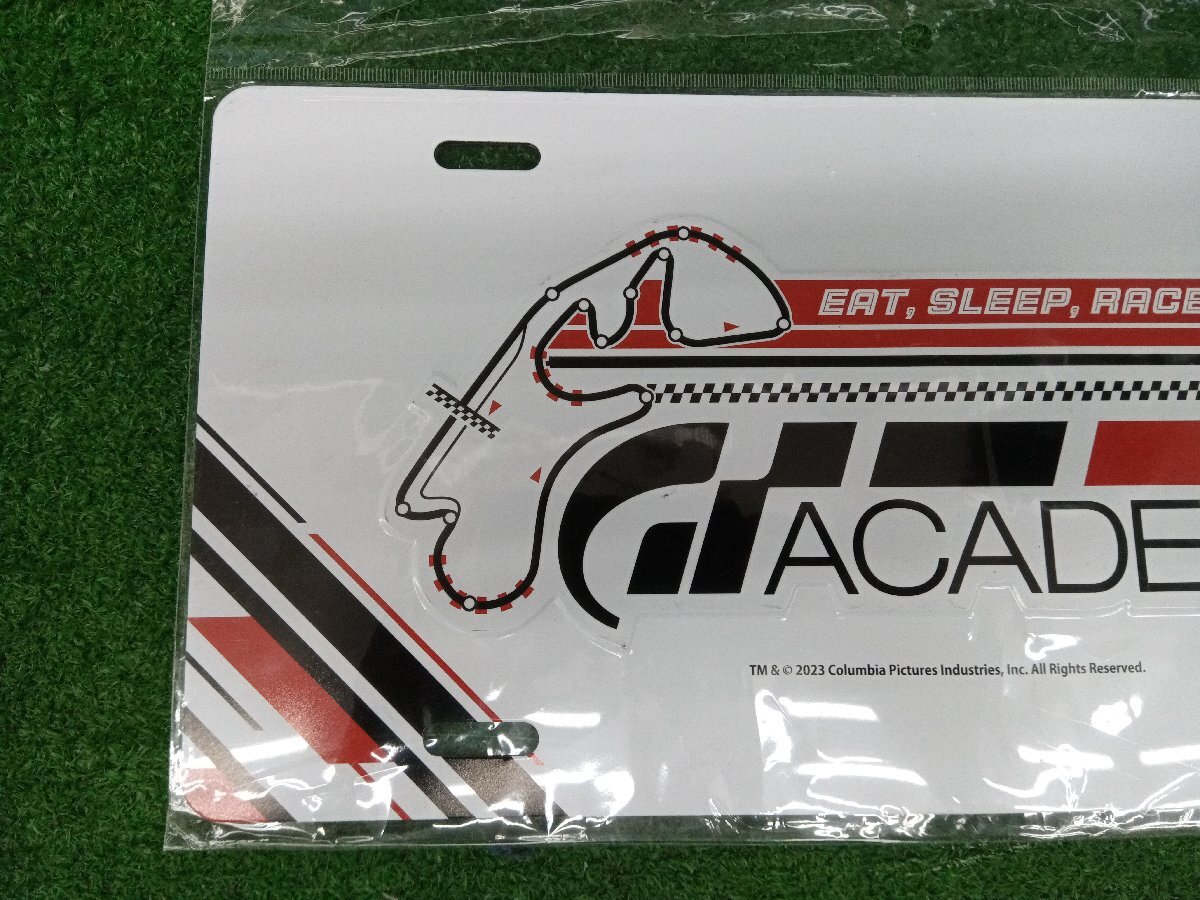 EAT, SLEEP, RACE
ACADE
TM & © 2023 Columbia Pictures Industries, Inc. All Rights Reserved.